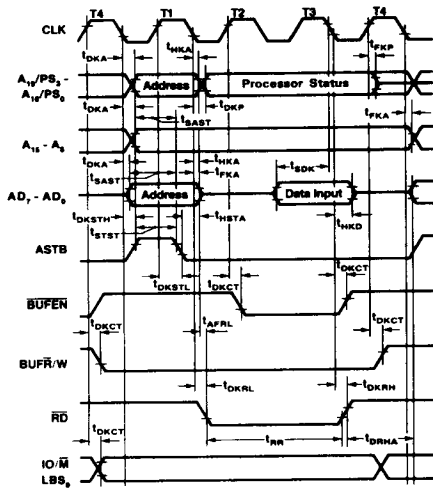 T4 T1 T2 T3 T4
CLK
tDKA tHKA tFKP
A19/PS3 - Address Processor Status
A16/PS0
tDKA tDKP
tSAST tFKA
A15 - A8
tDKA tHKA
tSAST tFKA tSDK
AD7 - AD0 Address Data Input
tDKSTH tHSTA tHKD
tSTST
ASTB
tDKSTL tDKCT tDKCT
BUFEN
tDKCT tAFRL tDKCT
BUFR̄/W
tDKRL tDKRH
R̄D̄
tDKCT tRR tDRHA
IO/M̄
LBS0